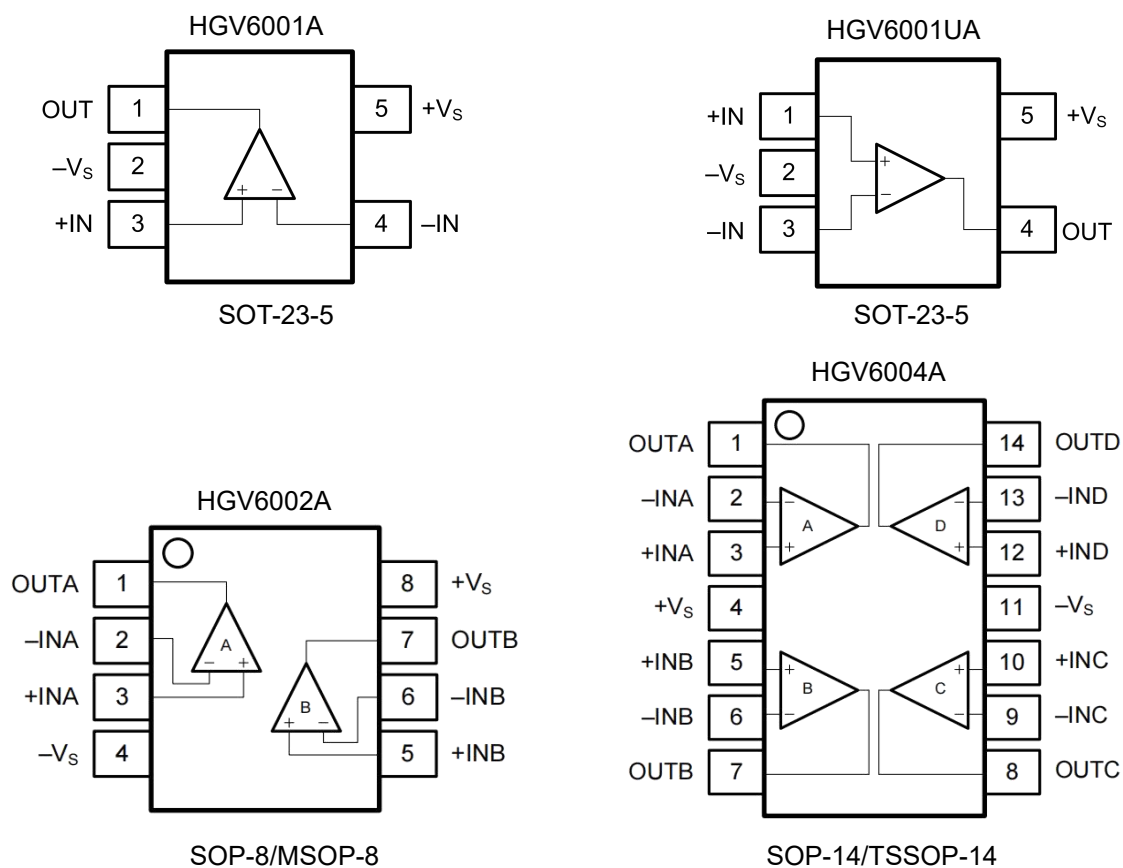 HGV6001A
OUT 1 5 +VS
–VS 2
+IN 3 4 –IN
+ –
SOT-23-5
HGV6001UA
+IN 1 5 +VS
+
–VS 2
–
–IN 3 4 OUT
SOT-23-5
HGV6002A
OUTA 1 8 +VS
–INA 2 A 7 OUTB
– +
+INA 3 B 6 –INB
+ –
–VS 4 5 +INB
SOP-8/MSOP-8
HGV6004A
OUTA 1 14 OUTD
–INA 2 – – 13 –IND
A D
+INA 3 + + 12 +IND
+VS 4 11 –VS
+INB 5 + + 10 +INC
B C
–INB 6 – – 9 –INC
OUTB 7 8 OUTC
SOP-14/TSSOP-14